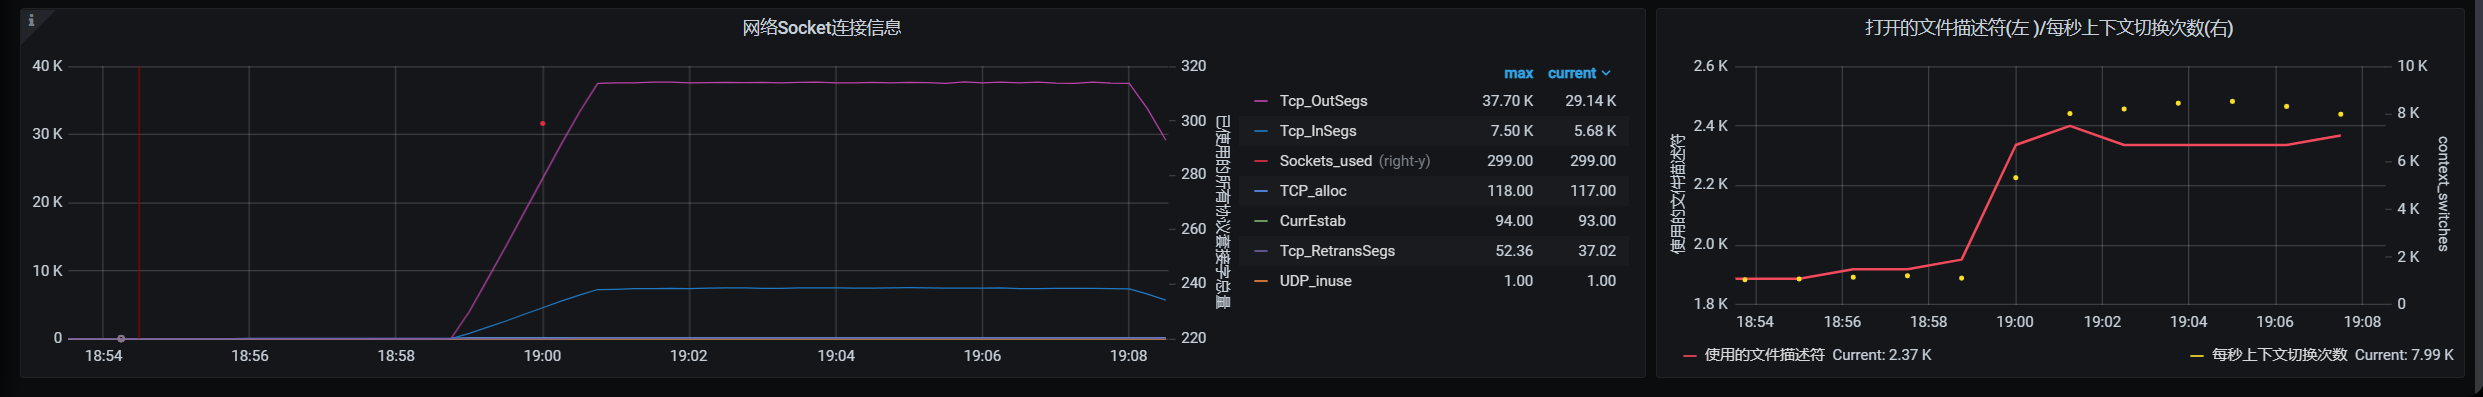 网络Socket连接信息
40 K
30 K
20 K
10 K
0
320
300
280
260
240
220
已使用的所有协议套接字总量
18:54
18:56
18:58
19:00
19:02
19:04
19:06
19:08
max current
Tcp_OutSegs 37.70 K 29.14 K
Tcp_InSegs 7.50 K 5.68 K
Sockets_used (right-y) 299.00 299.00
TCP_alloc 118.00 117.00
CurrEstab 94.00 93.00
Tcp_RetransSegs 52.36 37.02
UDP_inuse 1.00 1.00
打开的文件描述符(左 )/每秒上下文切换次数(右)
使用的文件描述符
2.6 K
2.4 K
2.2 K
2.0 K
1.8 K
10 K
8 K
6 K
4 K
2 K
0
context_switches
18:54
18:56
18:58
19:00
19:02
19:04
19:06
19:08
使用的文件描述符 Current: 2.37 K
每秒上下文切换次数 Current: 7.99 K